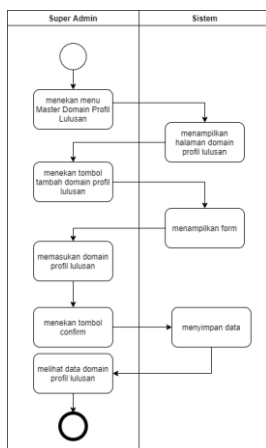 Super Admin
Sistem
menekan menu
Master Domain Profil
Lulusan
menampilkan
halaman domain
profil lulusan
menekan tombol
tambah domain profil
lulusan
menampilkan form
memasukan domain
profil lulusan
menekan tombol
confirm
menyimpan data
melihat data domain
profil lulusan